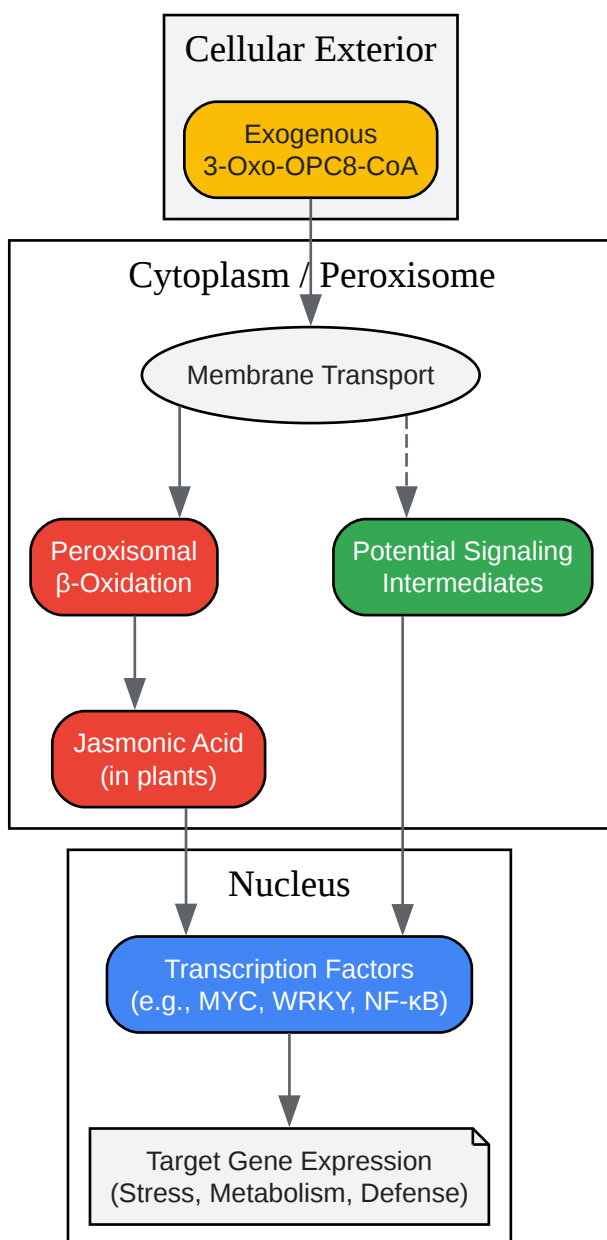 Cellular Exterior
Exogenous
3-Oxo-OPC8-CoA
Cytoplasm / Peroxisome
Membrane Transport
Peroxisomal
β-Oxidation
Potential Signaling
Intermediates
Jasmonic Acid
(in plants)
Nucleus
Transcription Factors
(e.g., MYC, WRKY, NF-κB)
Target Gene Expression
(Stress, Metabolism, Defense)